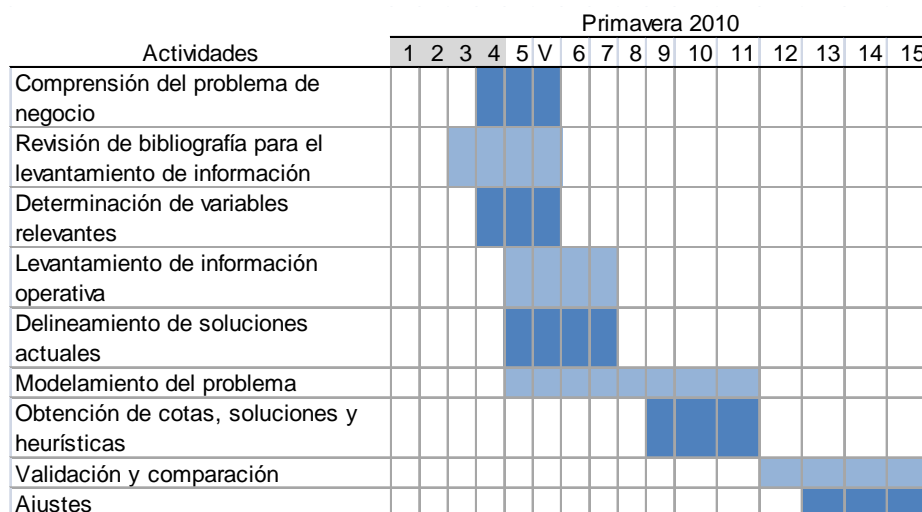 Primavera 2010
Actividades 1 2 3 4 5 V 6 7 8 9 10 11 12 13 14 15
Comprensión del problema de
negocio
Revisión de bibliografía para el
levantamiento de información
Determinación de variables
relevantes
Levantamiento de información
operativa
Delineamiento de soluciones
actuales
Modelamiento del problema
Obtención de cotas, soluciones y
heurísticas
Validación y comparación
Ajustes